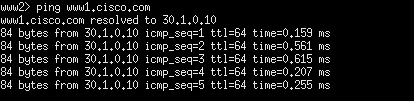 www2> ping www1.cisco.com
www1.cisco.com resolved to 30.1.0.10
84 bytes from 30.1.0.10 icmp_seq=1 ttl=64 time=0.159 ms
84 bytes from 30.1.0.10 icmp_seq=2 ttl=64 time=0.561 ms
84 bytes from 30.1.0.10 icmp_seq=3 ttl=64 time=0.615 ms
84 bytes from 30.1.0.10 icmp_seq=4 ttl=64 time=0.207 ms
84 bytes from 30.1.0.10 icmp_seq=5 ttl=64 time=0.255 ms